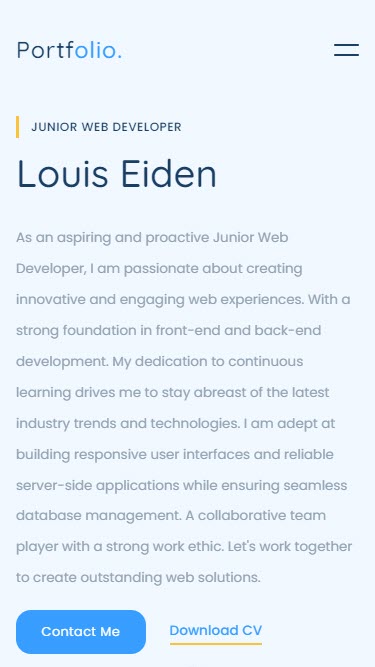 Portfolio.
JUNIOR WEB DEVELOPER
Louis Eiden
As an aspiring and proactive Junior Web
Developer, I am passionate about creating
innovative and engaging web experiences. With a
strong foundation in front-end and back-end
development. My dedication to continuous
learning drives me to stay abreast of the latest
industry trends and technologies. I am adept at
building responsive user interfaces and reliable
server-side applications while ensuring seamless
database management. A collaborative team
player with a strong work ethic. Let's work together
to create outstanding web solutions.
Contact Me
Download CV